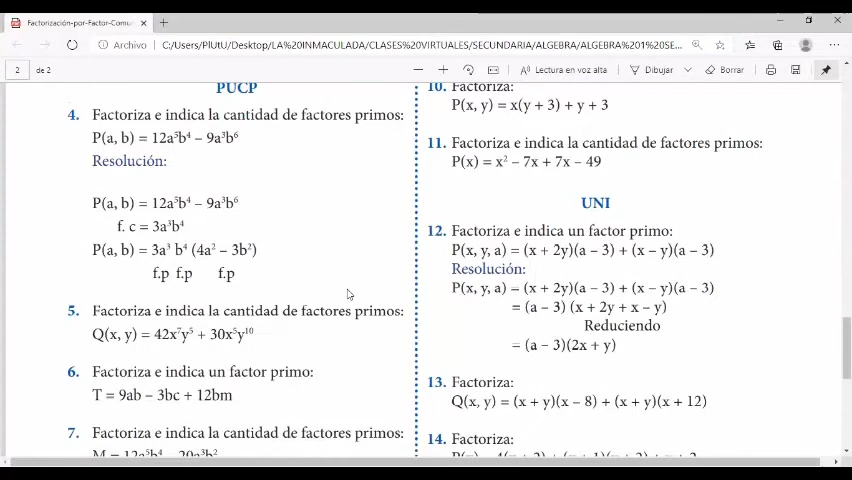 Factorización-por-Factor-Comu
Archivo C:/Users/PlUtU/Desktop/LA%20INMACULADA/CLASES%20VIRTUALES/SECUNDARIA/ALGEBRA/ALGEBRA%201%20SE...
2 de 2 Lectura en voz alta Dibujar Borrar
PUCP
4. Factoriza e indica la cantidad de factores primos:
P(a, b) = 12a⁵b⁴ – 9a³b⁶
Resolución:
P(a, b) = 12a⁵b⁴ – 9a³b⁶
f. c = 3a³b⁴
P(a, b) = 3a³ b⁴ (4a² – 3b²)
f.p f.p f.p
5. Factoriza e indica la cantidad de factores primos:
Q(x, y) = 42x⁷y⁵ + 30x⁵y¹⁰
6. Factoriza e indica un factor primo:
T = 9ab – 3bc + 12bm
7. Factoriza e indica la cantidad de factores primos:
M = 12a⁵b⁴ 20a³b²
10. Factoriza:
P(x, y) = x(y + 3) + y + 3
11. Factoriza e indica la cantidad de factores primos:
P(x) = x² – 7x + 7x – 49
UNI
12. Factoriza e indica un factor primo:
P(x, y, a) = (x + 2y)(a – 3) + (x – y)(a – 3)
Resolución:
P(x, y, a) = (x + 2y)(a – 3) + (x – y)(a – 3)
= (a – 3) (x + 2y + x – y)
Reduciendo
= (a – 3)(2x + y)
13. Factoriza:
Q(x, y) = (x + y)(x – 8) + (x + y)(x + 12)
14. Factoriza: